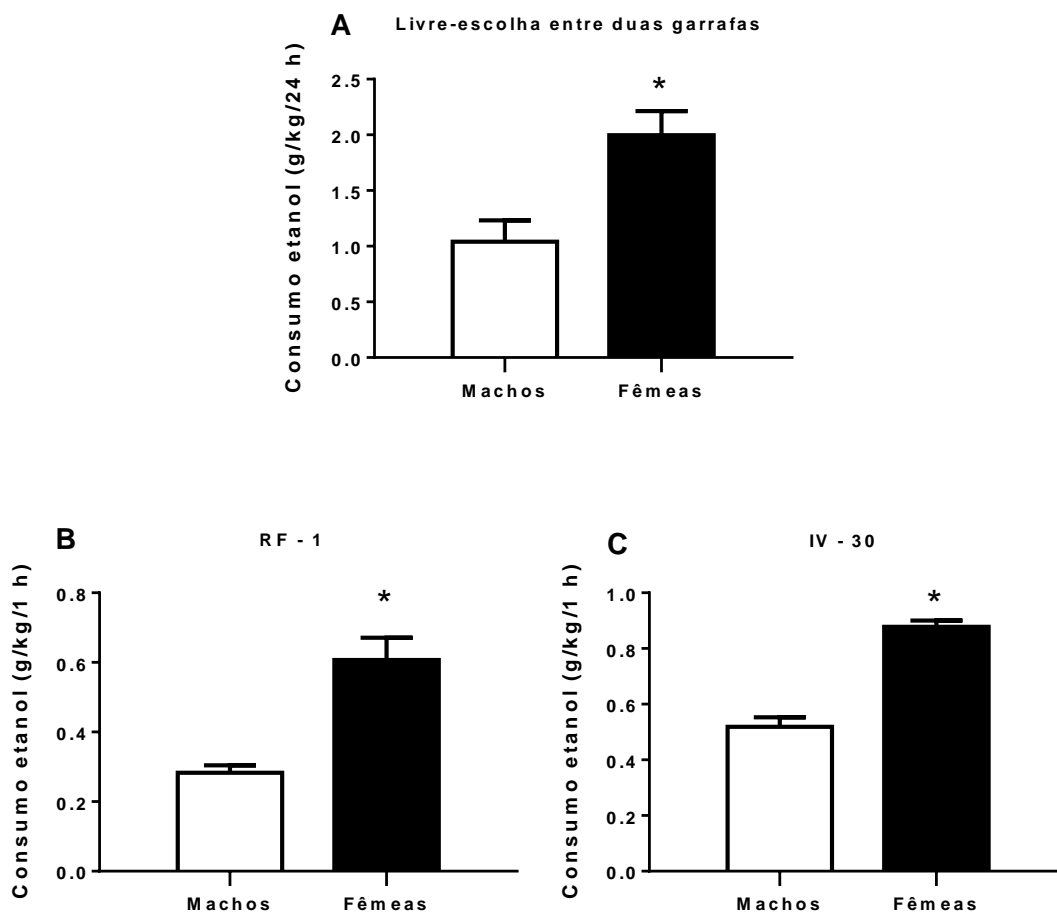 A Livre-escolha entre duas garrafas
Consumo etanol (g/kg/24 h)
2.5
2.0
1.5
1.0
0.5
0.0
*
Machos Fêmeas
B RF - 1
Consumo etanol (g/kg/1 h)
0.8
0.6
0.4
0.2
0.0
*
Machos Fêmeas
C IV - 30
Consumo etanol (g/kg/1 h)
1.0
0.8
0.6
0.4
0.2
0.0
*
Machos Fêmeas